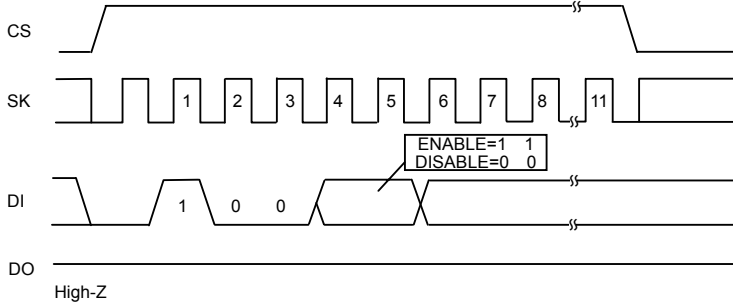 CS
SK
1 2 3 4 5 6 7 8 11
ENABLE=1 1
DISABLE=0 0
DI
1 0 0
DO
High-Z